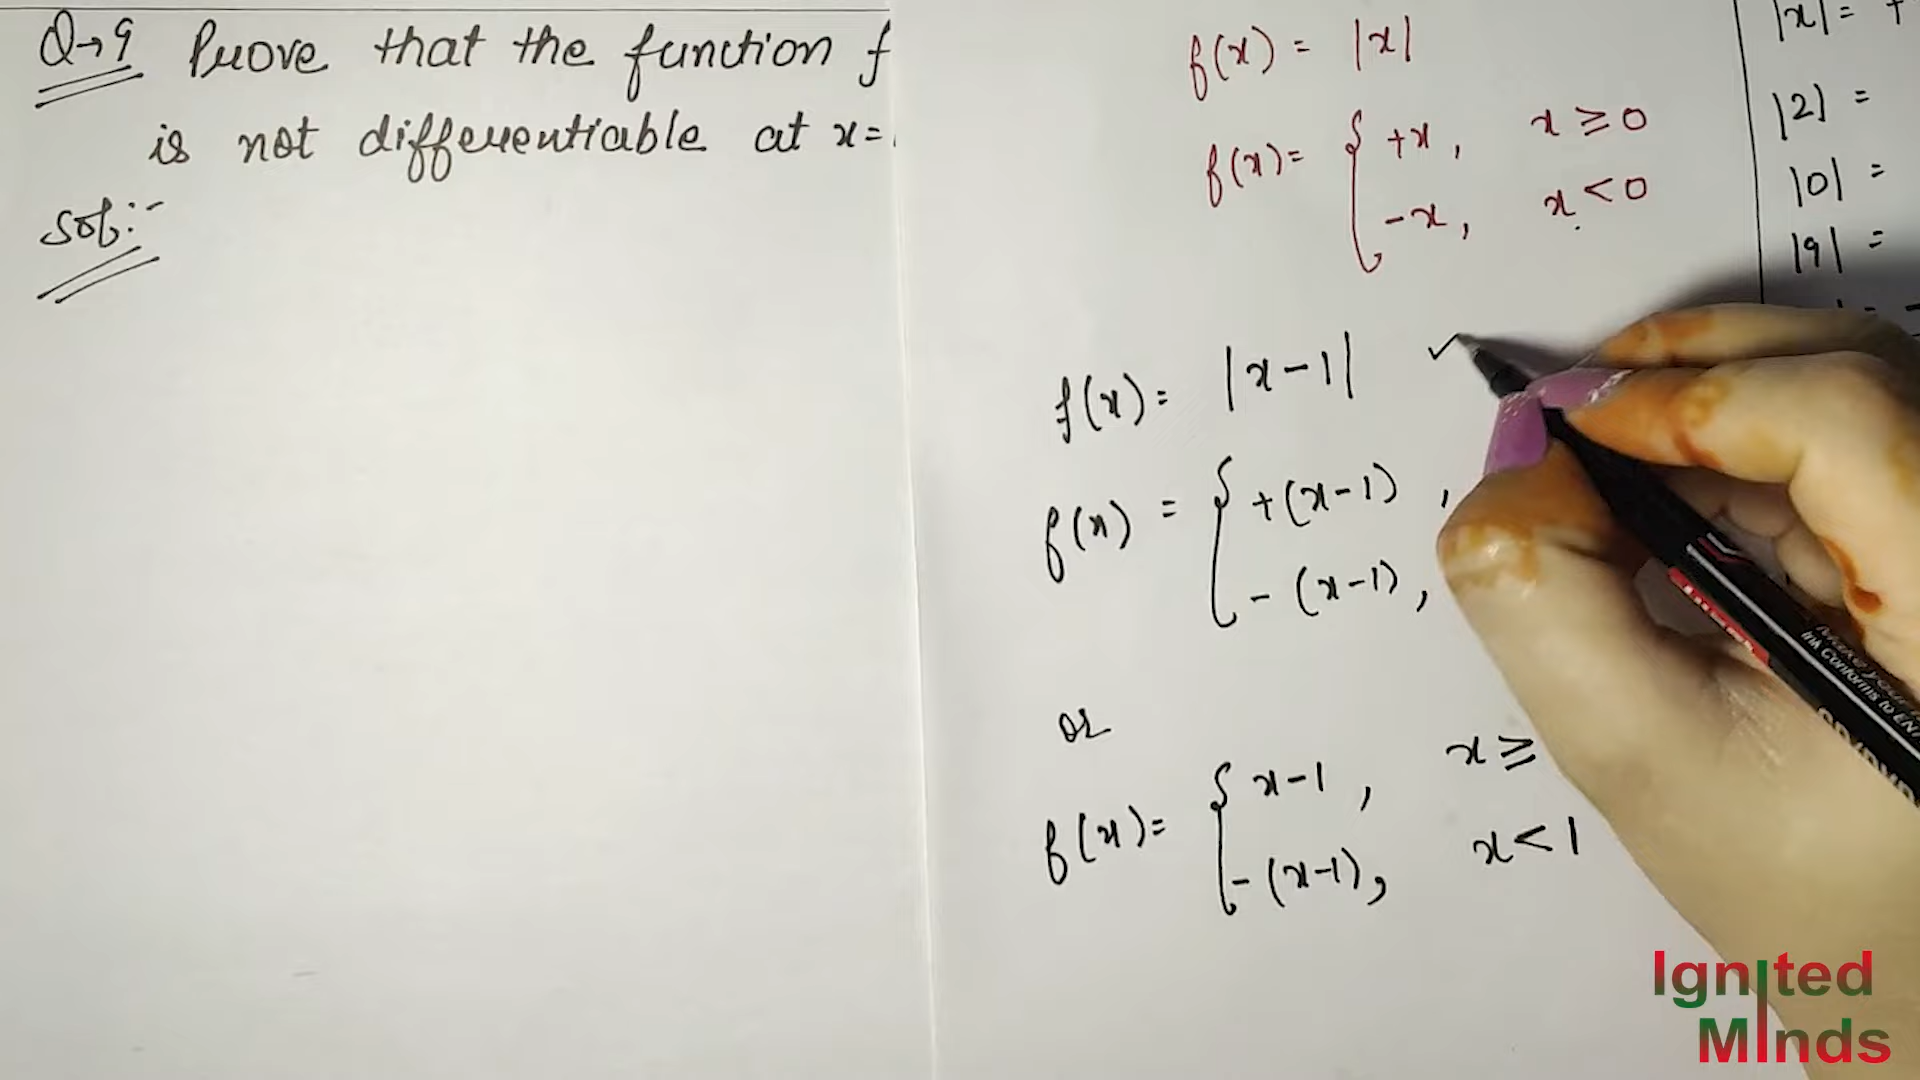 Q→9 Prove that the function f
is not differentiable at x=
Sol:-
f(x) = |x|
f(x) = { +x, x ≥ 0
-x, x < 0
|x| = +
|2| =
|0| =
|9| =
f(x) = |x-1| ✓
f(x) = { +(x-1) ,
- (x-1),
or
f(x) = { x-1 , x ≥
-(x-1), x < 1
Ignited
Minds